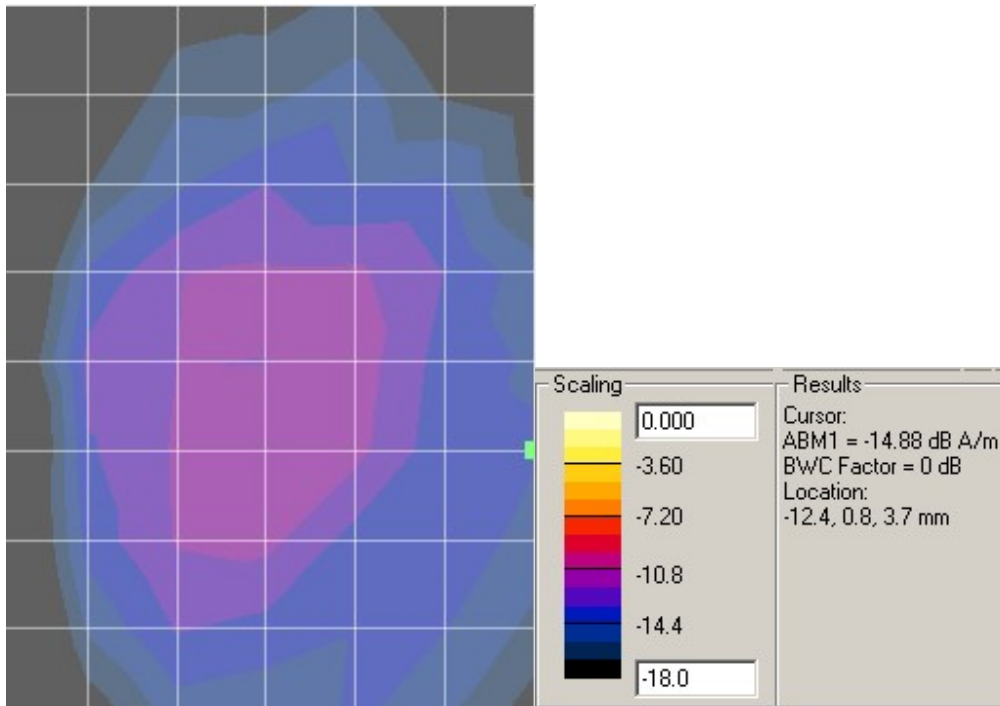 Scaling
0.000
-3.60
-7.20
-10.8
-14.4
-18.0
Results
Cursor:
ABM1 = -14.88 dB A/m
BWC Factor = 0 dB
Location:
-12.4, 0.8, 3.7 mm